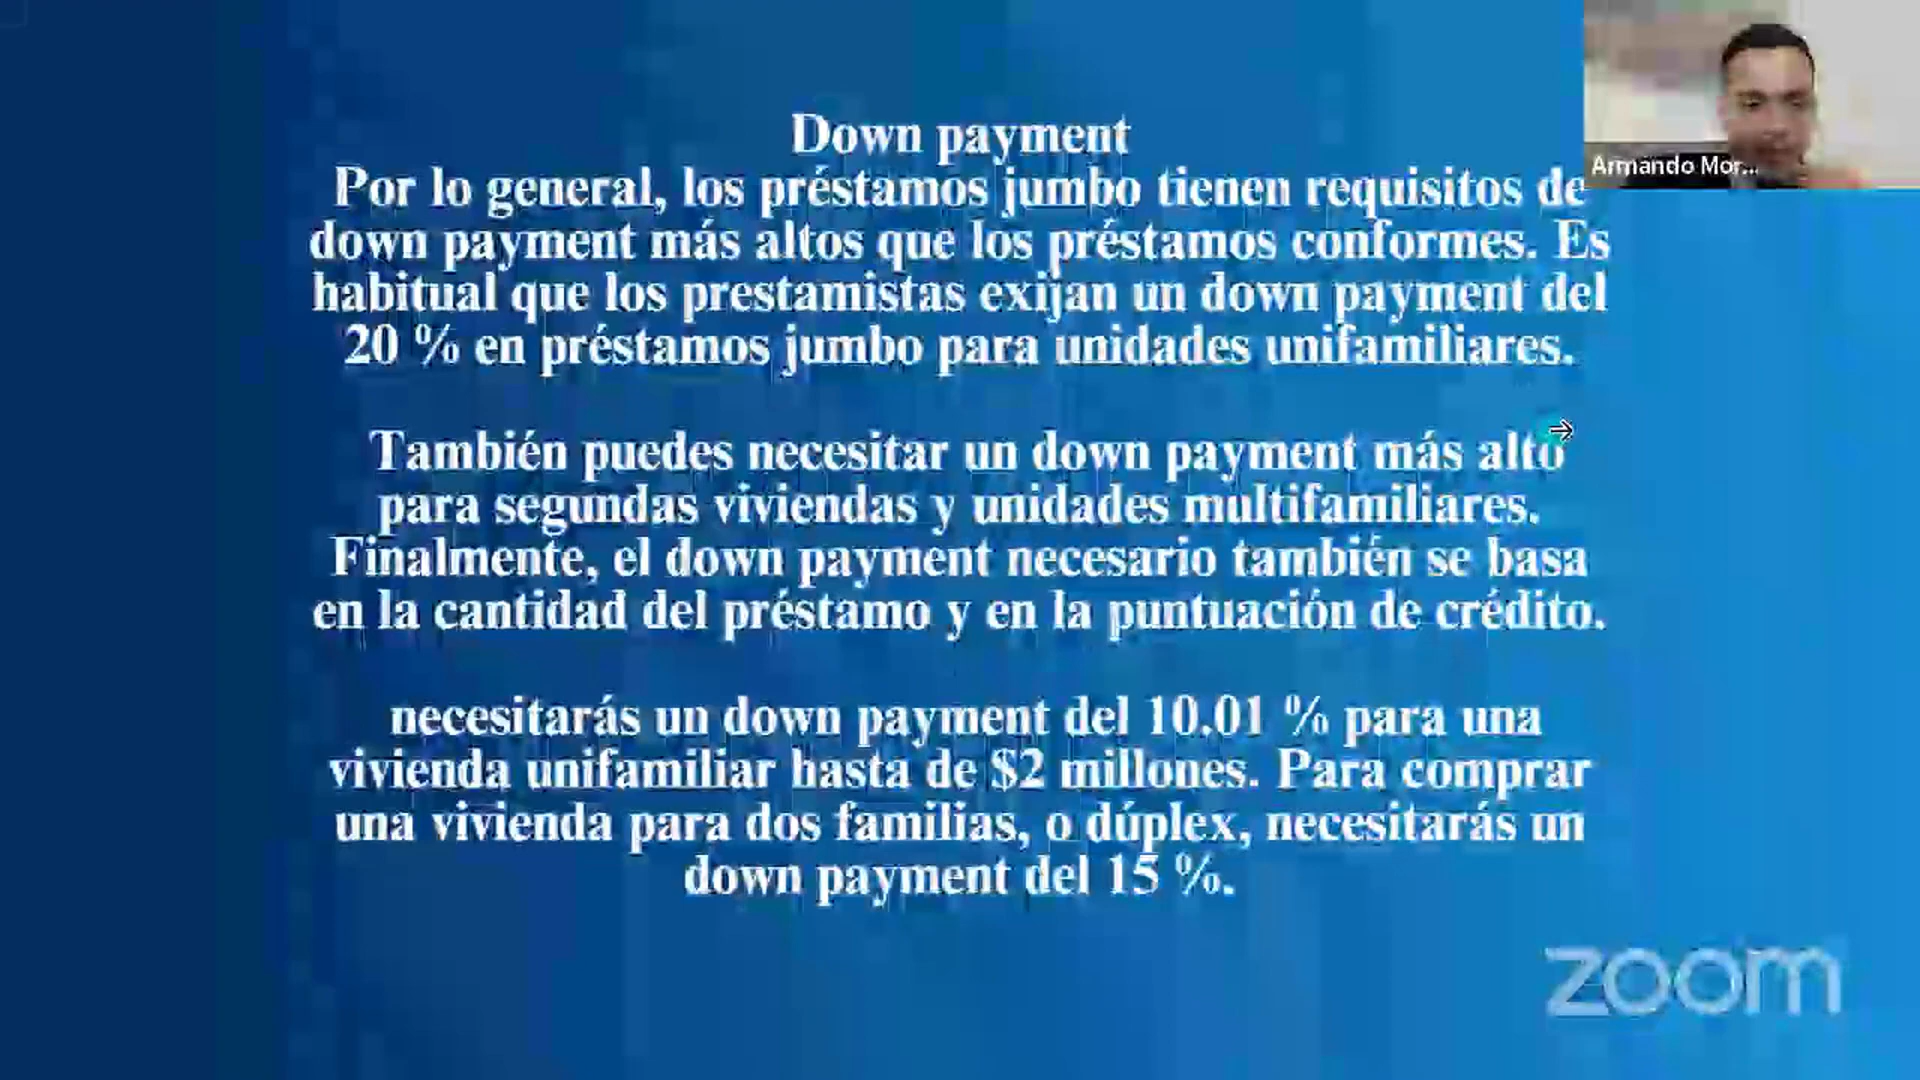 Down payment
Por lo general, los préstamos jumbo tienen requisitos de
down payment más altos que los préstamos conformes. Es
habitual que los prestamistas exijan un down payment del
20 % en préstamos jumbo para unidades unifamiliares.
También puedes necesitar un down payment más alto
para segundas viviendas y unidades multifamiliares.
Finalmente, el down payment necesario también se basa
en la cantidad del préstamo y en la puntuación de crédito.
necesitarás un down payment del 10.01 % para una
vivienda unifamiliar hasta de $2 millones. Para comprar
una vivienda para dos familias, o dúplex, necesitarás un
down payment del 15 %.
Armando Mor...
zoom